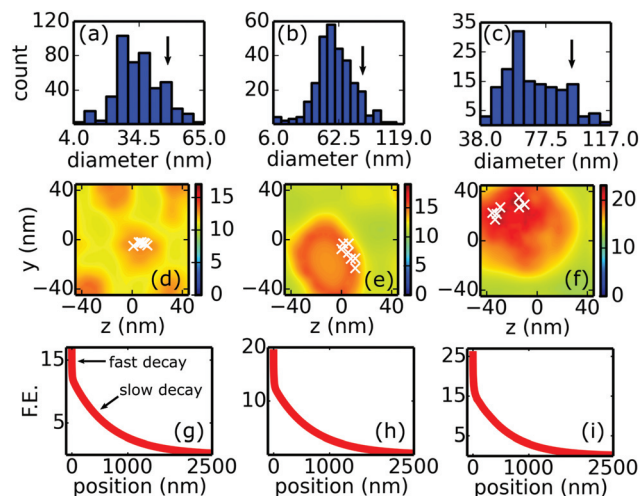 (a) (b) (c)
count
120 80 40 0
60 40 20 0
35 25 15 5
4.0 34.5 65.0
6.0 62.5 119.0
38.0 77.5 117.0
diameter (nm) diameter (nm) diameter (nm)
y (nm)
40 0 −40
−40 0 40
z (nm)
(d)
15 10 5 0
40 0 −40
−40 0 40
z (nm)
(e)
15 10 5 0
40 0 −40
−40 0 40
z (nm)
(f)
20 15 10 5 0
F.E.
15 5
fast decay
slow decay
(g)
0 1000 2500
position (nm)
20 10
(h)
0 1000 2500
position (nm)
25 15 5
(i)
0 1000 2500
position (nm)